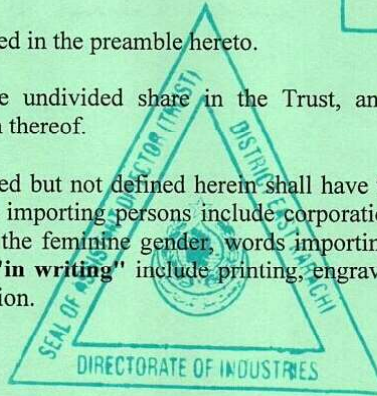 ed in the preamble hereto.
e undivided share in the Trust, an
thereof.
ed but not defined herein shall have
importing persons include corporati
the feminine gender, words importin
"in writing" include printing, engrav
ion.
SEAL OF ASSISTANT DIRECTOR (TRUST)
DISTRICT EAST KARACHI
DIRECTORATE OF INDUSTRIES